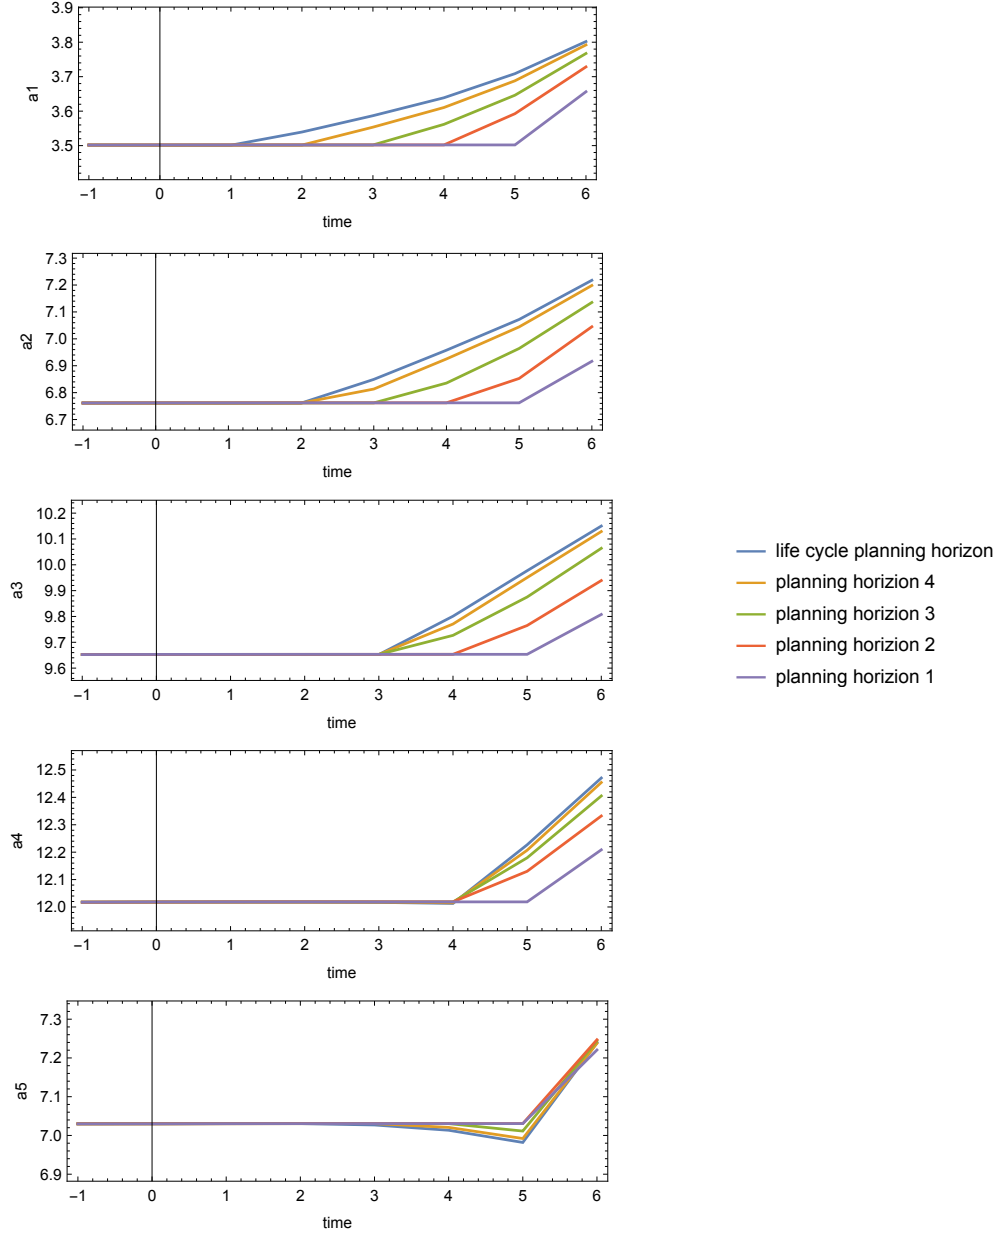 3.9
3.8
3.7
3.6
3.5
a1
−1 0 1 2 3 4 5 6
time
7.3
7.2
7.1
7.0
6.9
6.8
6.7
a2
−1 0 1 2 3 4 5 6
time
10.2
10.1
10.0
9.9
9.8
9.7
9.6
a3
−1 0 1 2 3 4 5 6
time
life cycle planning horizon
planning horizon 4
planning horizon 3
planning horizon 2
planning horizon 1
12.5
12.4
12.3
12.2
12.1
12.0
a4
−1 0 1 2 3 4 5 6
time
7.3
7.2
7.1
7.0
6.9
a5
−1 0 1 2 3 4 5 6
time